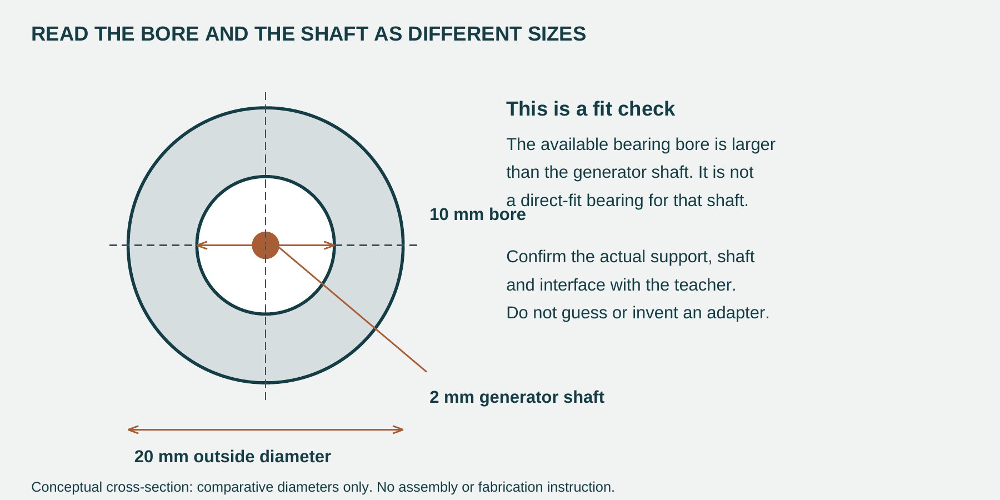 READ THE BORE AND THE SHAFT AS DIFFERENT SIZES
This is a fit check
The available bearing bore is larger
than the generator shaft. It is not
a direct-fit bearing for that shaft.
10 mm bore
Confirm the actual support, shaft
and interface with the teacher.
Do not guess or invent an adapter.
2 mm generator shaft
20 mm outside diameter
Conceptual cross-section: comparative diameters only. No assembly or fabrication instruction.